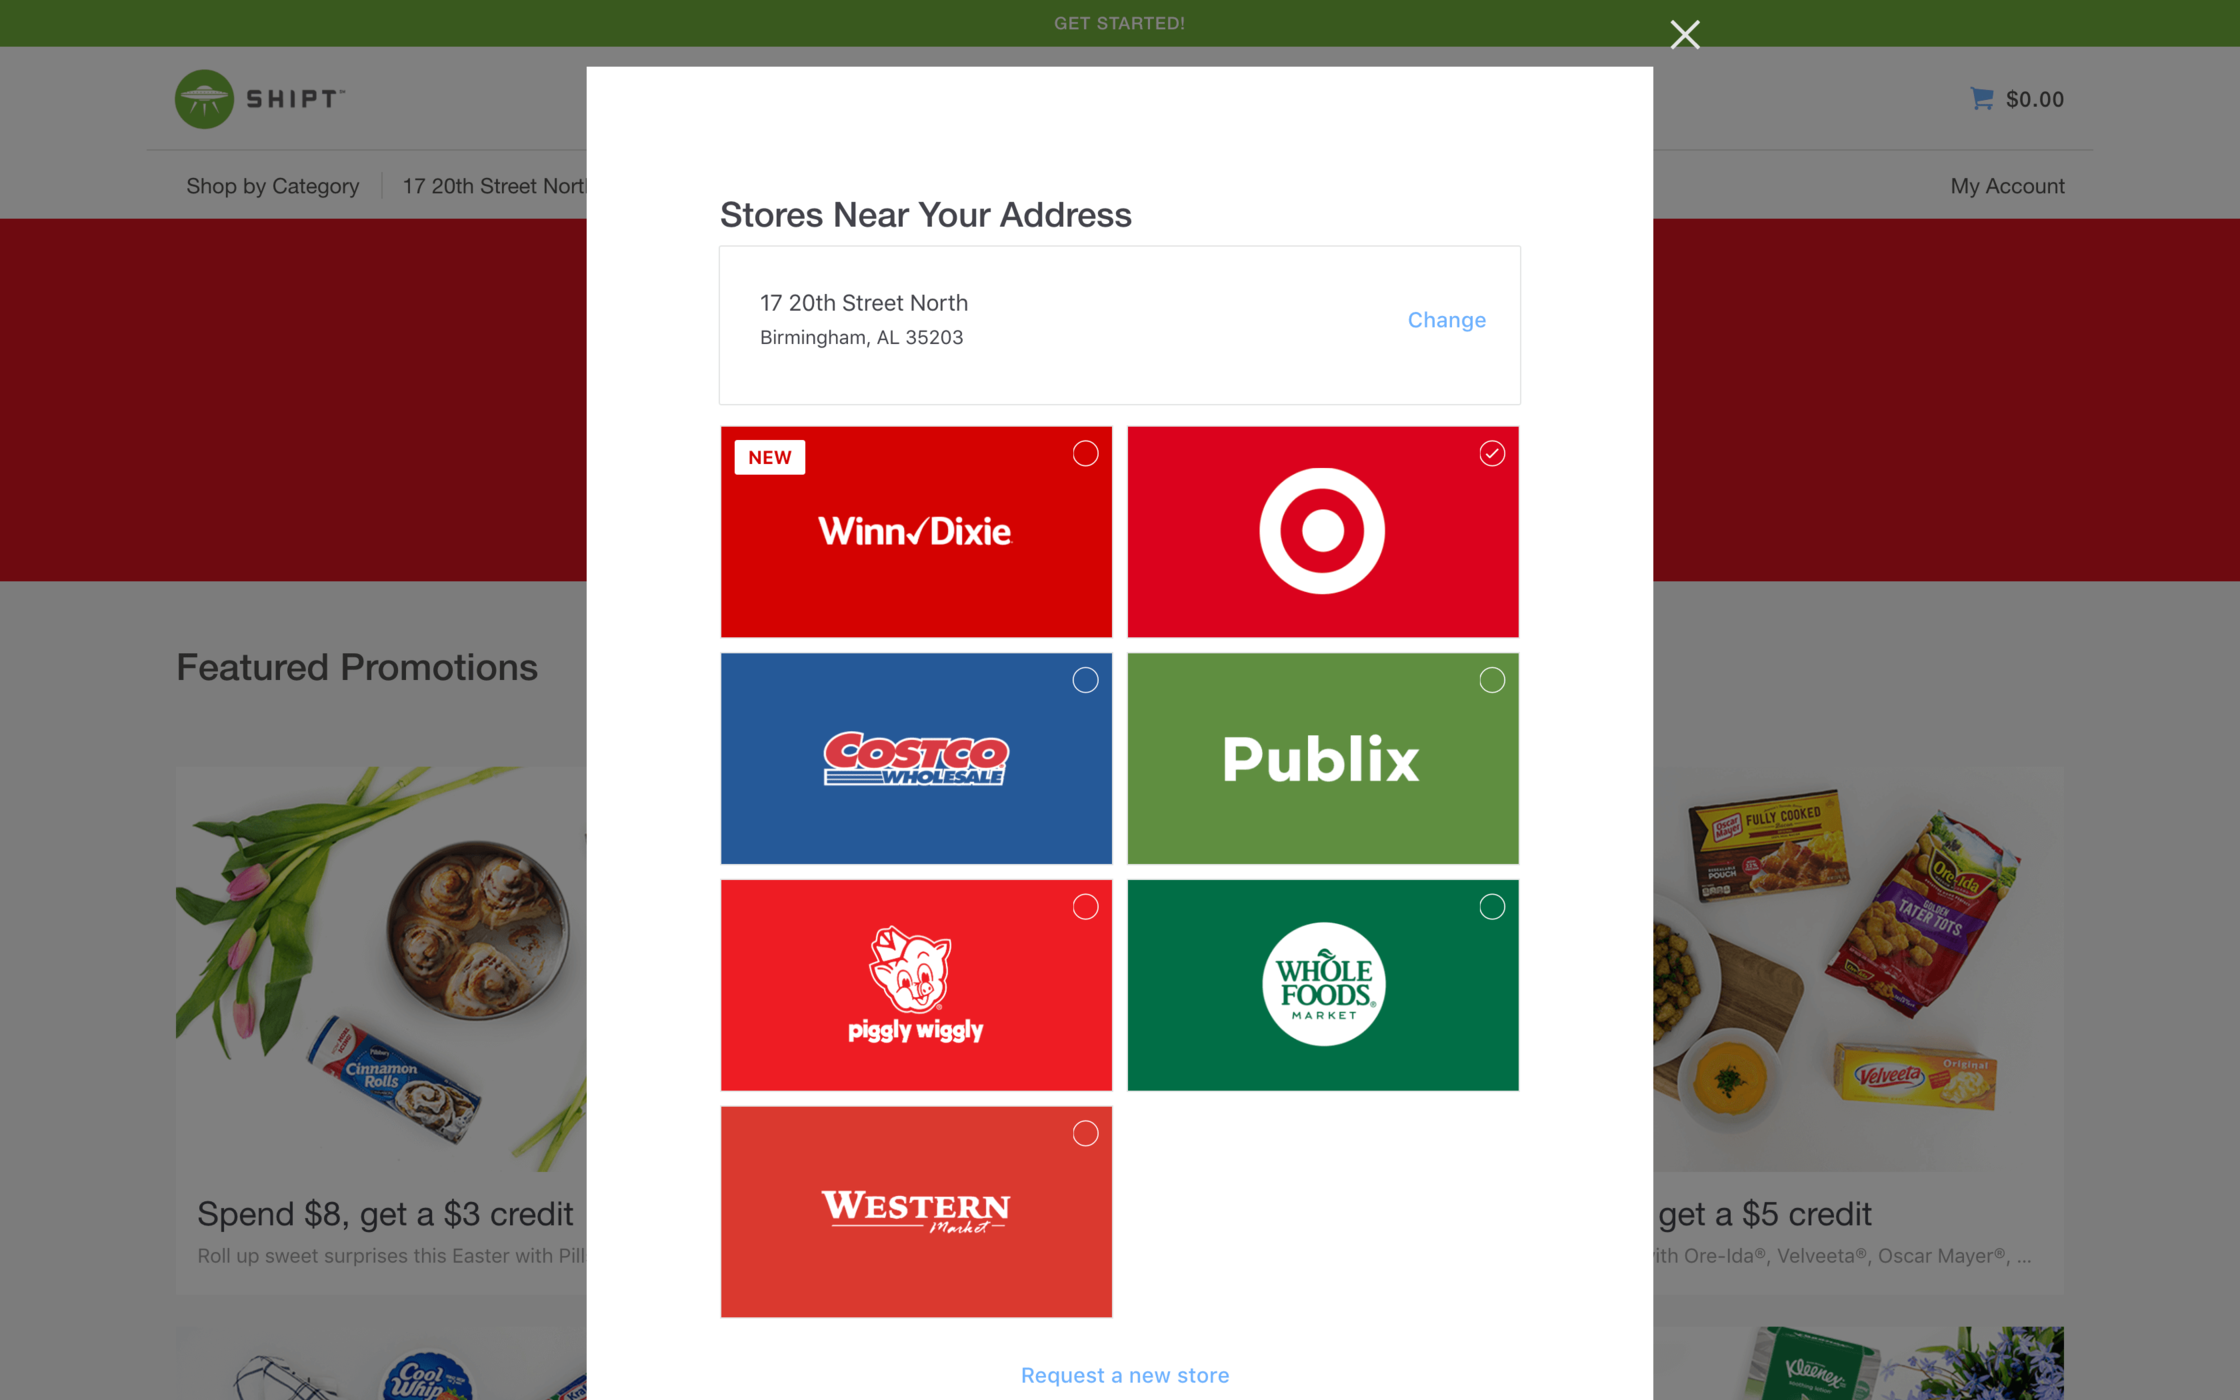 GET STARTED!
SHIPT™
$0.00
Shop by Category
17 20th Street Nort
My Account
Stores Near Your Address
17 20th Street North
Birmingham, AL 35203
Change
NEW
Winn✓Dixie
COSTCO
WHOLESALE
Publix
piggly wiggly
WHOLE
FOODS®
MARKET
WESTERN
Market
Request a new store
Featured Promotions
Pillsbury
Cinnamon
Rolls
Spend $8, get a $3 credit
Roll up sweet surprises this Easter with Pill
Oscar
Mayer
FULLY COOKED
Ore-Ida
GOLDEN
TATER TOTS
Velveeta
Original
get a $5 credit
ith Ore-Ida®, Velveeta®, Oscar Mayer®, ...
Cool
Whip
Kraft
Kleenex